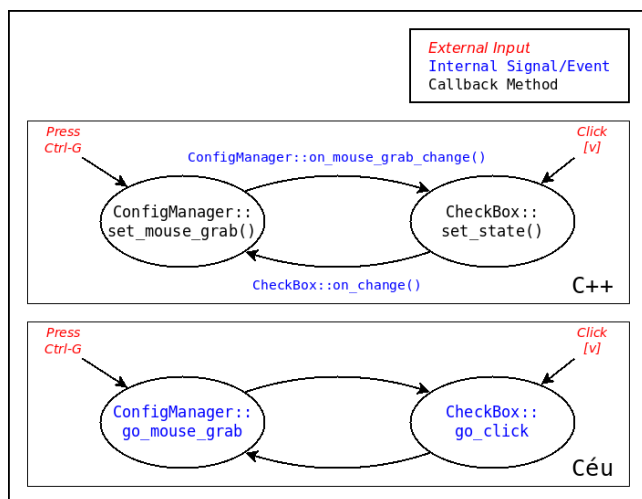 External Input
Internal Signal/Event
Callback Method
Press
Ctrl-G
Click
[v]
ConfigManager::on_mouse_grab_change()
ConfigManager::
set_mouse_grab()
CheckBox::
set_state()
CheckBox::on_change()
C++
Press
Ctrl-G
Click
[v]
ConfigManager::
go_mouse_grab
CheckBox::
go_click
Céu